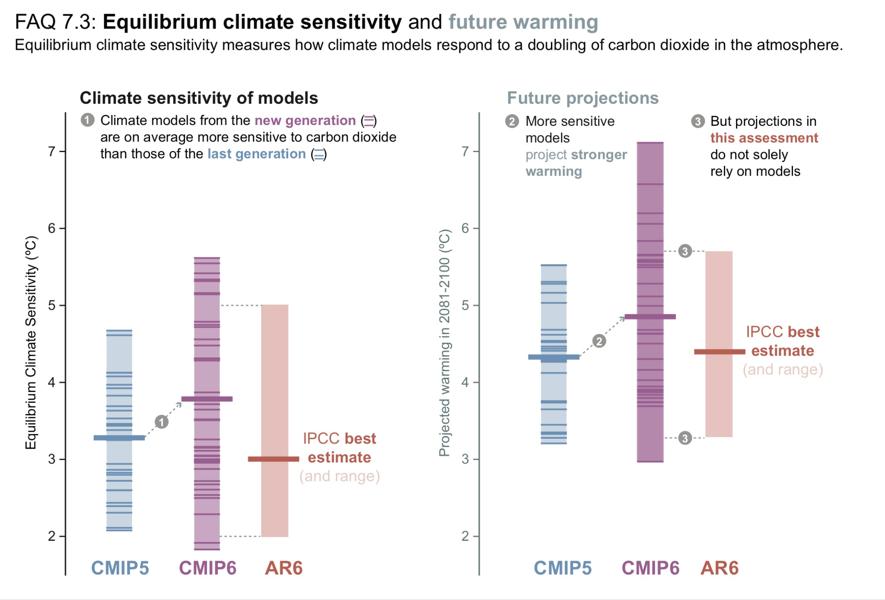 FAQ 7.3: Equilibrium climate sensitivity and future warming
Equilibrium climate sensitivity measures how climate models respond to a doubling of carbon dioxide in the atmosphere.
Climate sensitivity of models
1 Climate models from the new generation
are on average more sensitive to carbon dioxide
than those of the last generation
Equilibrium Climate Sensitivity (ºC)
7
6
5
4
3
2
1
IPCC best
estimate
(and range)
CMIP5
CMIP6
AR6
Future projections
2 More sensitive
models
project stronger
warming
3 But projections in
this assessment
do not solely
rely on models
Projected warming in 2081-2100 (ºC)
7
6
5
4
3
2
3
2
3
IPCC best
estimate
(and range)
CMIP5
CMIP6
AR6